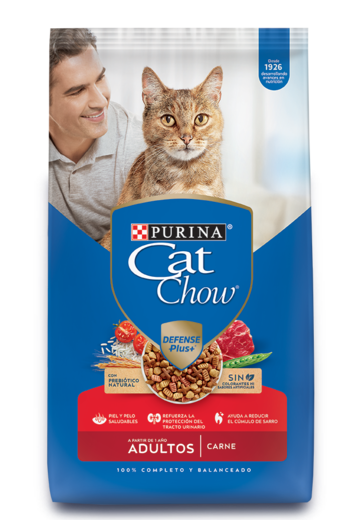 Desde
1926
desarrollando
avances en
nutrición
PURINA®
Cat
Chow®
DEFENSE
Plus+
CON
PREBIÓTICO
NATURAL
SIN
COLORANTES NI
SABORES ARTIFICIALES
PIEL Y PELO
SALUDABLES
REFUERZA LA
PROTECCIÓN DEL
TRACTO URINARIO
AYUDA A REDUCIR
EL CÚMULO DE SARRO
A PARTIR DE 1 AÑO
ADULTOS | CARNE
100% COMPLETO Y BALANCEADO